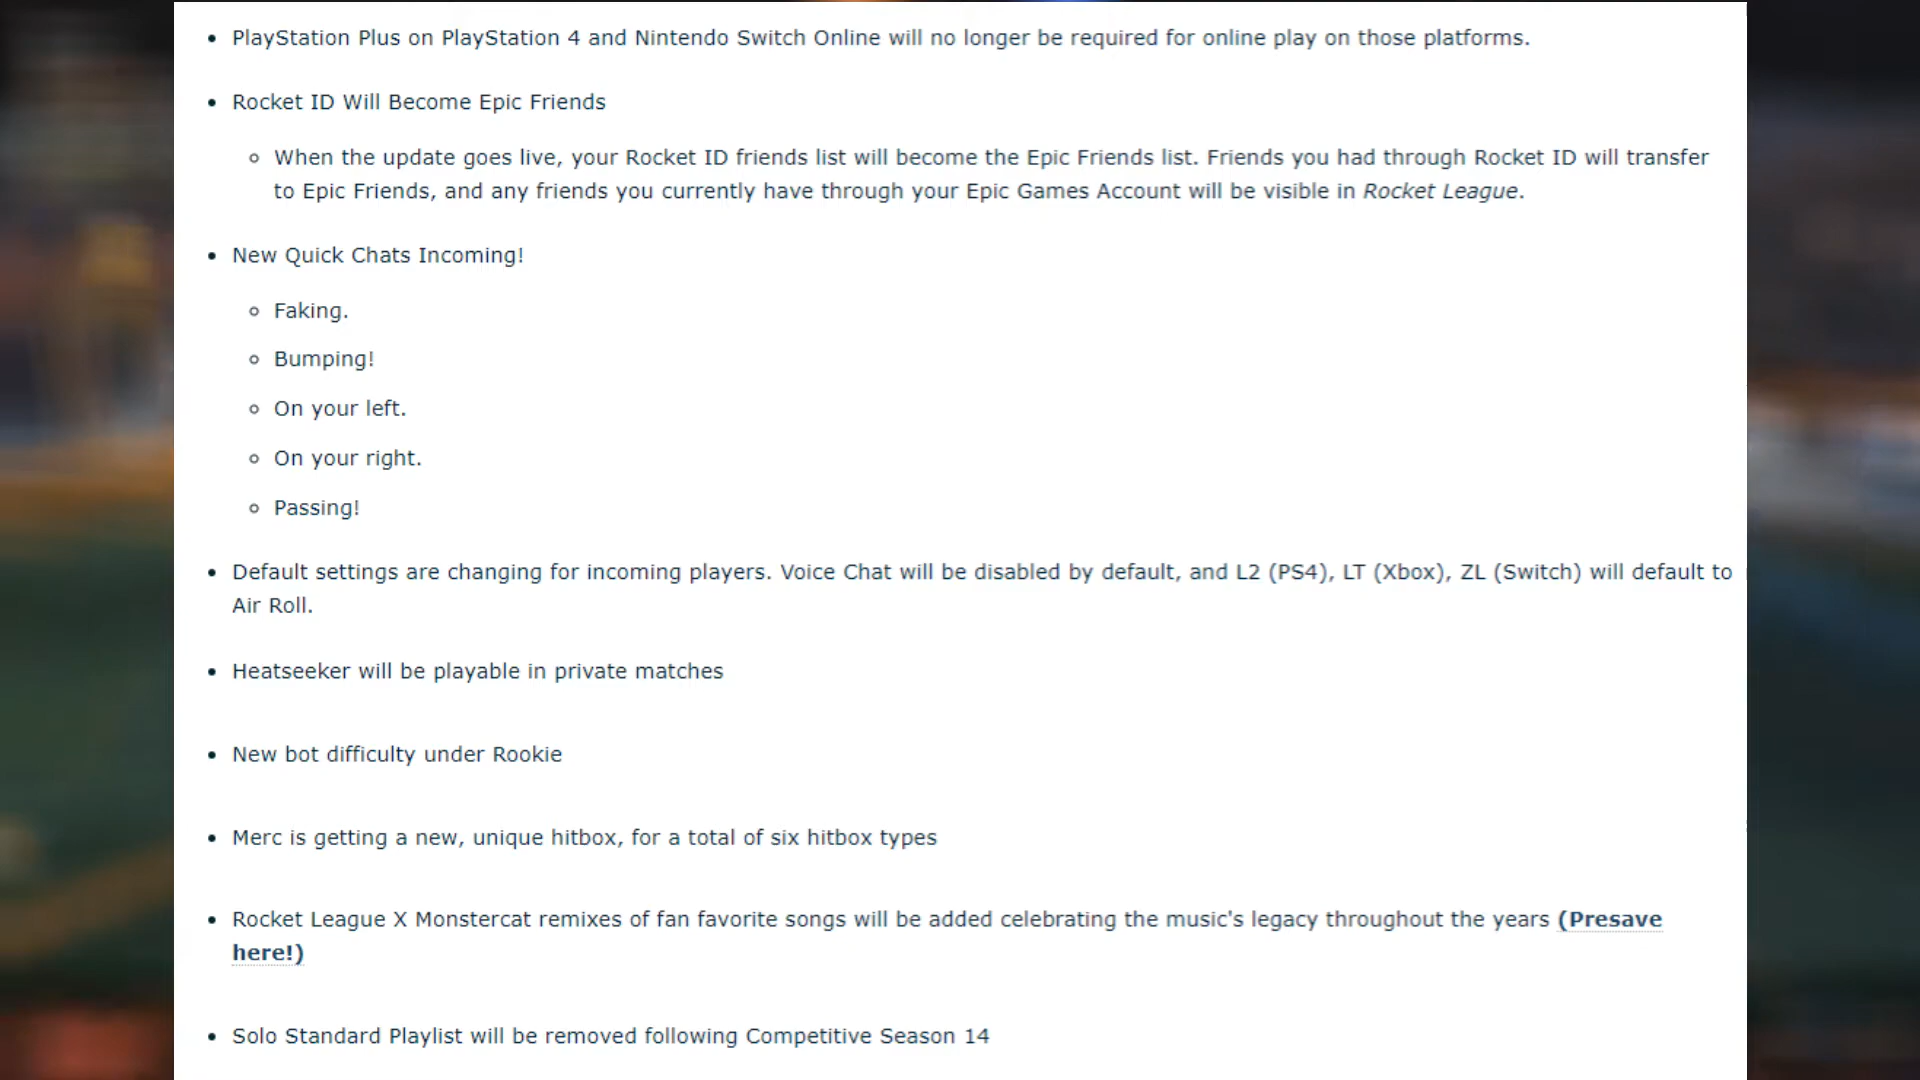 PlayStation Plus on PlayStation 4 and Nintendo Switch Online will no longer be required for online play on those platforms.
Rocket ID Will Become Epic Friends
When the update goes live, your Rocket ID friends list will become the Epic Friends list. Friends you had through Rocket ID will transfer
to Epic Friends, and any friends you currently have through your Epic Games Account will be visible in Rocket League.
New Quick Chats Incoming!
Faking.
Bumping!
On your left.
On your right.
Passing!
Default settings are changing for incoming players. Voice Chat will be disabled by default, and L2 (PS4), LT (Xbox), ZL (Switch) will default to
Air Roll.
Heatseeker will be playable in private matches
New bot difficulty under Rookie
Merc is getting a new, unique hitbox, for a total of six hitbox types
Rocket League X Monstercat remixes of fan favorite songs will be added celebrating the music's legacy throughout the years (Presave
here!)
Solo Standard Playlist will be removed following Competitive Season 14